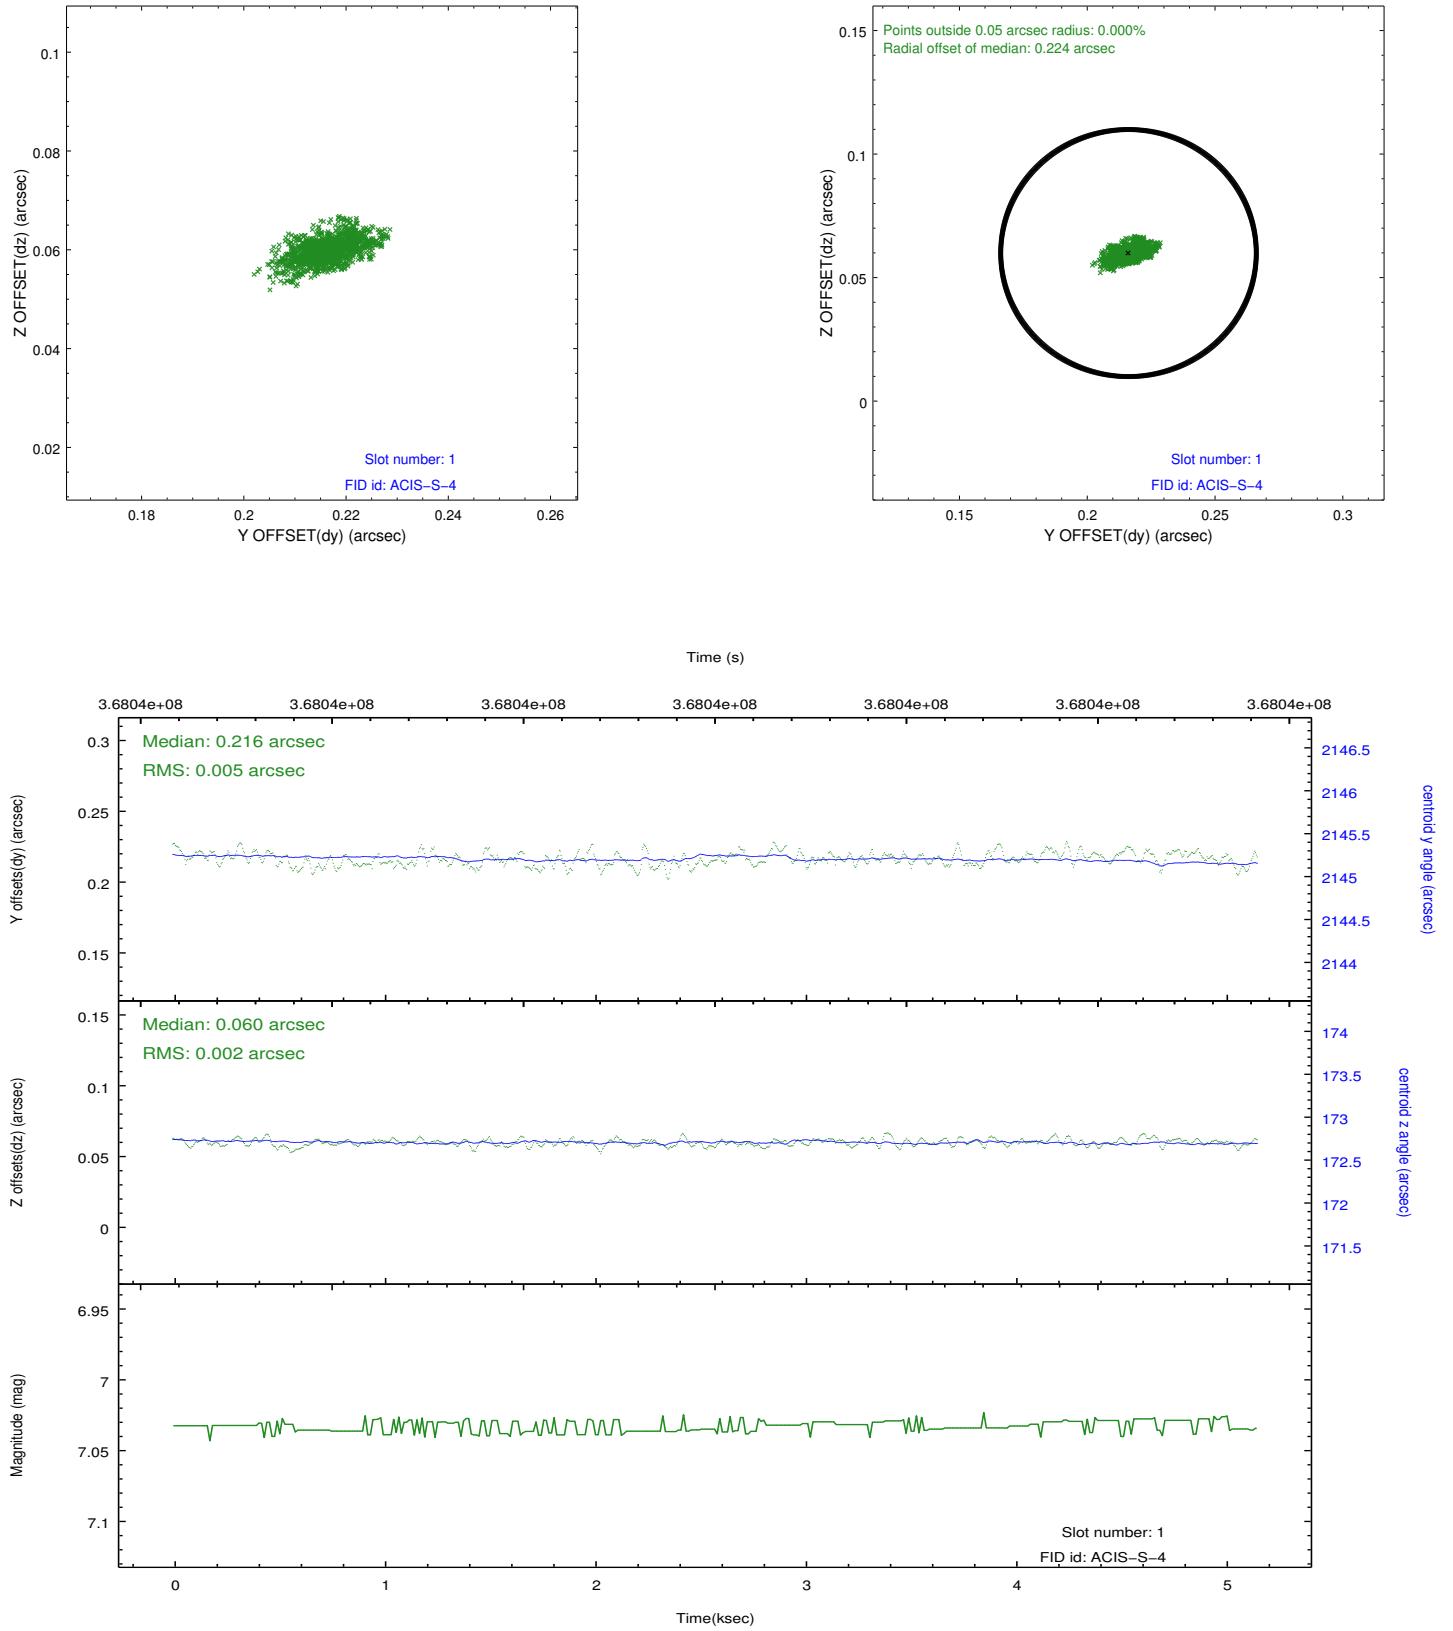 0.1
0.08
0.06
0.04
0.02
Z OFFSET(dz) (arcsec)
Slot number: 1
FID id: ACIS−S−4
0.18 0.2 0.22 0.24 0.26
Y OFFSET(dy) (arcsec)
Points outside 0.05 arcsec radius: 0.000%
Radial offset of median: 0.224 arcsec
0.15
0.1
0.05
0
Z OFFSET(dz) (arcsec)
Slot number: 1
FID id: ACIS−S−4
0.15 0.2 0.25 0.3
Y OFFSET(dy) (arcsec)
Time (s)
3.6804e+08 3.6804e+08 3.6804e+08 3.6804e+08 3.6804e+08 3.6804e+08 3.6804e+08
Median: 0.216 arcsec
RMS: 0.005 arcsec
0.3
0.25
0.2
0.15
Y offsets(dy) (arcsec)
2146.5
2146
2145.5
2145
2144.5
2144
centroid y angle (arcsec)
Median: 0.060 arcsec
RMS: 0.002 arcsec
0.15
0.1
0.05
0
Z offsets(dz) (arcsec)
174
173.5
173
172.5
172
171.5
centroid z angle (arcsec)
6.95
7
7.05
7.1
Magnitude (mag)
Slot number: 1
FID id: ACIS−S−4
0 1 2 3 4 5
Time(ksec)